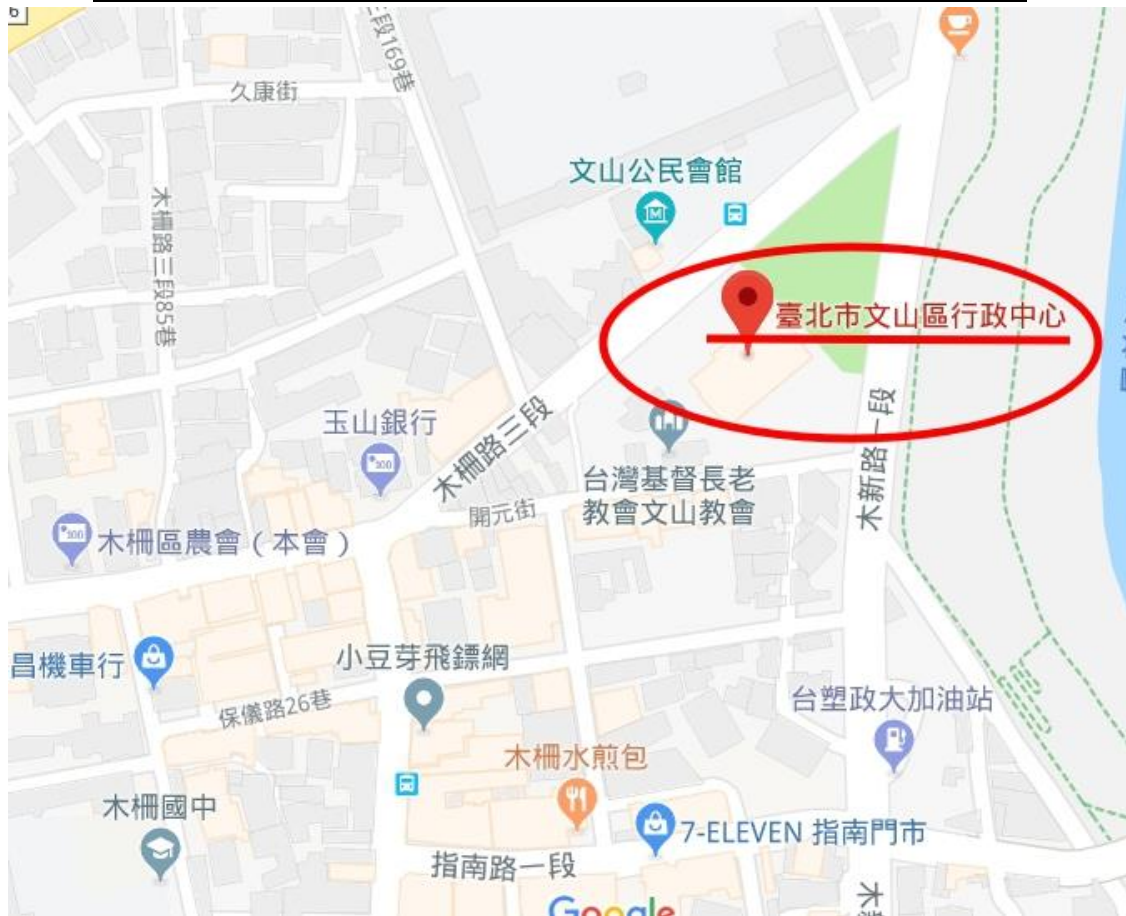 三段169巷
久康街
文山公民會館
木柵路三段85巷
臺北市文山區行政中心
玉山銀行
木柵路三段
木新路一段
開元街
台灣基督長老
教會文山教會
木柵區農會(本會)
昌機車行
小豆芽飛鏢網
保儀路26巷
台塑政大加油站
木柵水煎包
木柵國中
7-ELEVEN 指南門市
指南路一段
木
Google